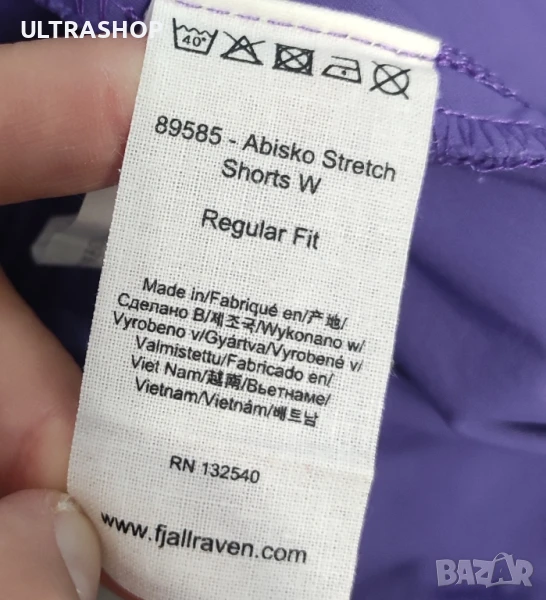 ULTRASHOP
40°
89585 - Abisko Stretch
Shorts W
Regular Fit
Made in/Fabriqué en/产地/
Сделано В/제조국/Wykonano w/
Vyrobeno v/Gyártva/Vyrobené v/
Valmistettu/Fabricado en/
Viet Nam/越南/Вьетнаме/
Vietnam/Vietnám/베트남
RN 132540
www.fjallraven.com
BAZAR